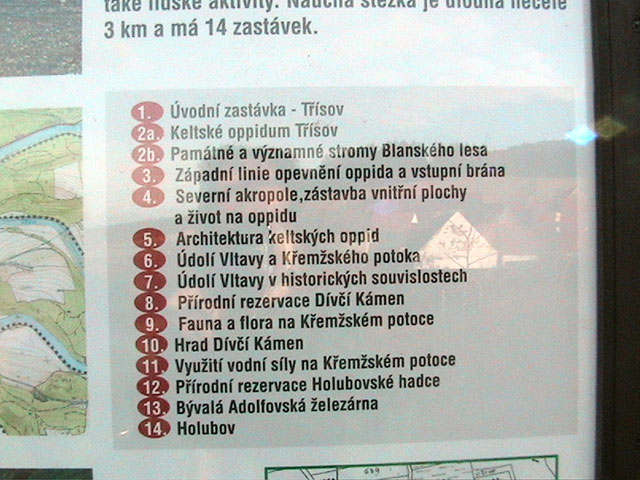 také lidské aktivity. Naučná stezka je dlouhá necelé
3 km a má 14 zastávek.
1. Úvodní zastávka - Třísov
2a. Keltské oppidum Třísov
2b. Památné a významné stromy Blanského lesa
3. Západní linie opevnění oppida a vstupní brána
4. Severní akropole,zástavba vnitřní plochy
a život na oppidu
5. Architektura keltských oppid
6. Údolí Vltavy a Křemžského potoka
7. Údolí Vltavy v historických souvislostech
8. Přírodní rezervace Dívčí Kámen
9. Fauna a flora na Křemžském potoce
10. Hrad Dívčí Kámen
11. Využití vodní síly na Křemžském potoce
12. Přírodní rezervace Holubovské hadce
13. Bývalá Adolfovská železárna
14. Holubov